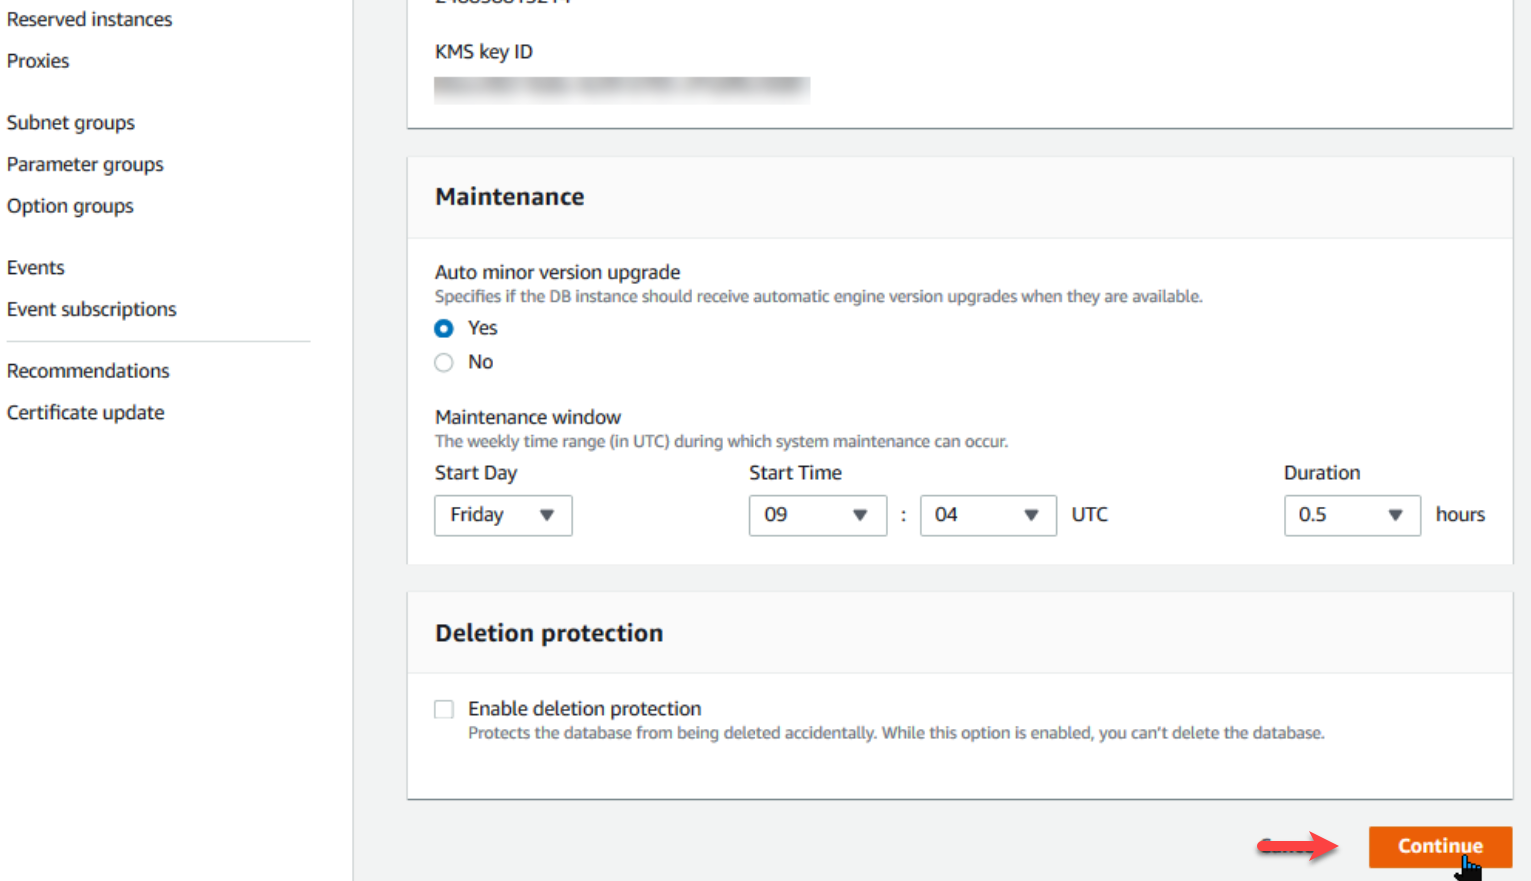 Reserved instances
Proxies
Subnet groups
Parameter groups
Option groups
Events
Event subscriptions
Recommendations
Certificate update
KMS key ID
Maintenance
Auto minor version upgrade
Specifies if the DB instance should receive automatic engine version upgrades when they are available.
Yes
No
Maintenance window
The weekly time range (in UTC) during which system maintenance can occur.
Start Day Start Time Duration
Friday 09 : 04 UTC 0.5 hours
Deletion protection
Enable deletion protection
Protects the database from being deleted accidentally. While this option is enabled, you can't delete the database.
Continue